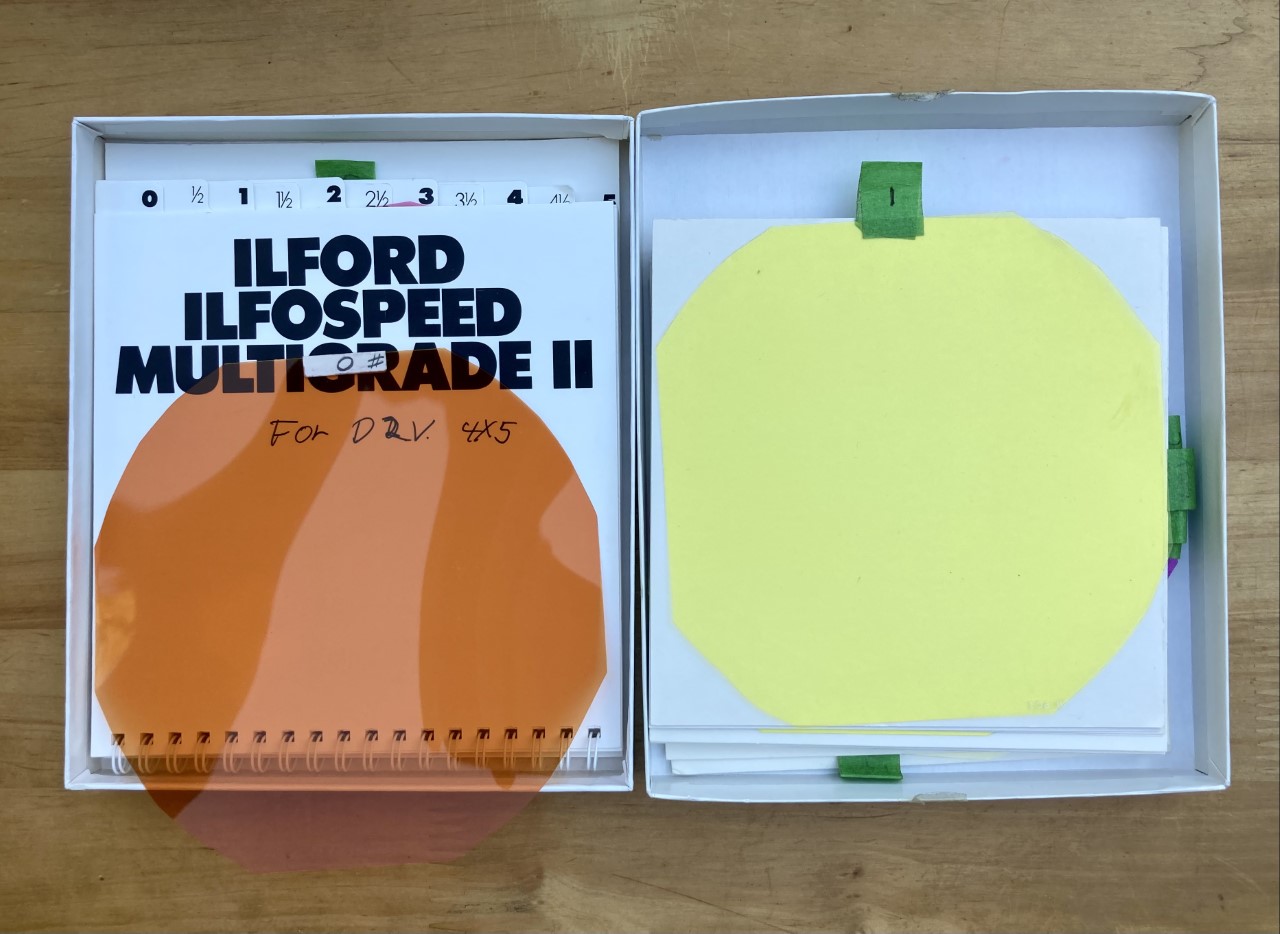 0 ½ 1 1½ 2 2½ 3 3½ 4 4½ 5
ILFORD
ILFOSPEED
MULTIGRADE II
0 #
For DRV. 4X5
1